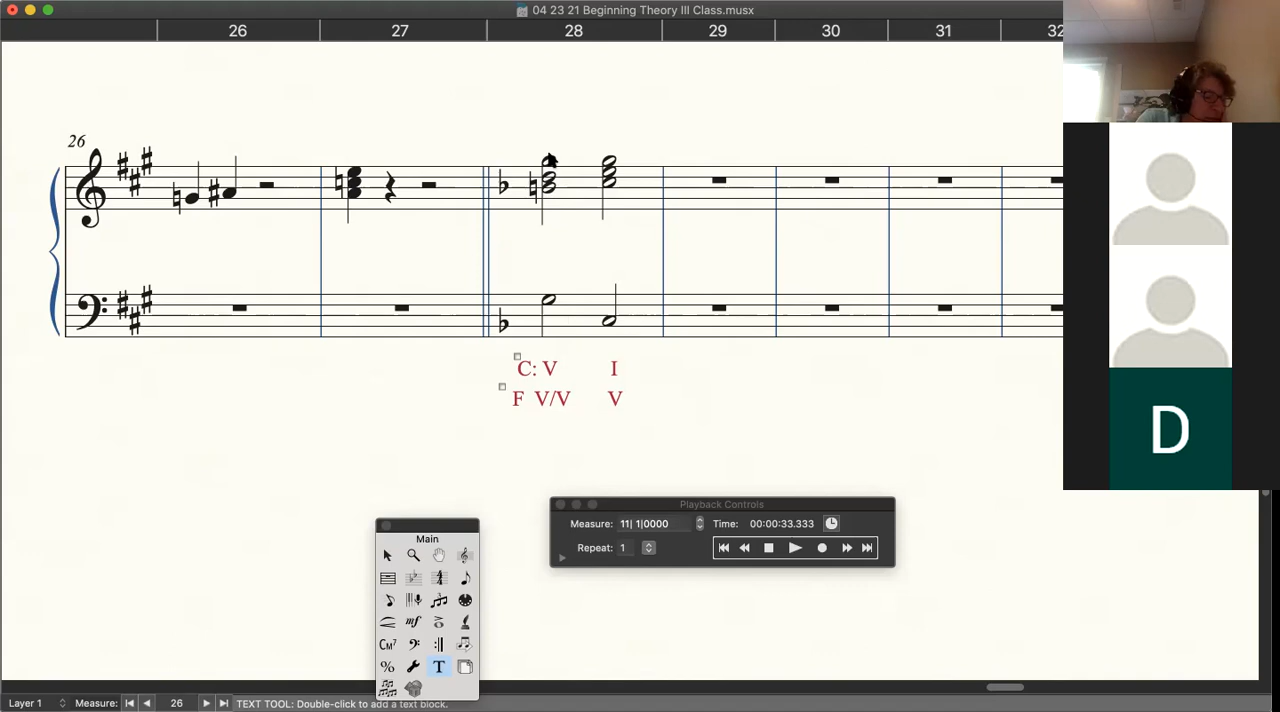 04 23 21 Beginning Theory III Class.musx
26 27 28 29 30 31 32
26
C: V I
F V/V V
Playback Controls
Measure: 11| 1|0000 Time: 00:00:33.333
Repeat: 1
Main
mf
CM7
%
T
D
Layer 1 Measure: 26 TEXT TOOL: Double-click to add a text block.